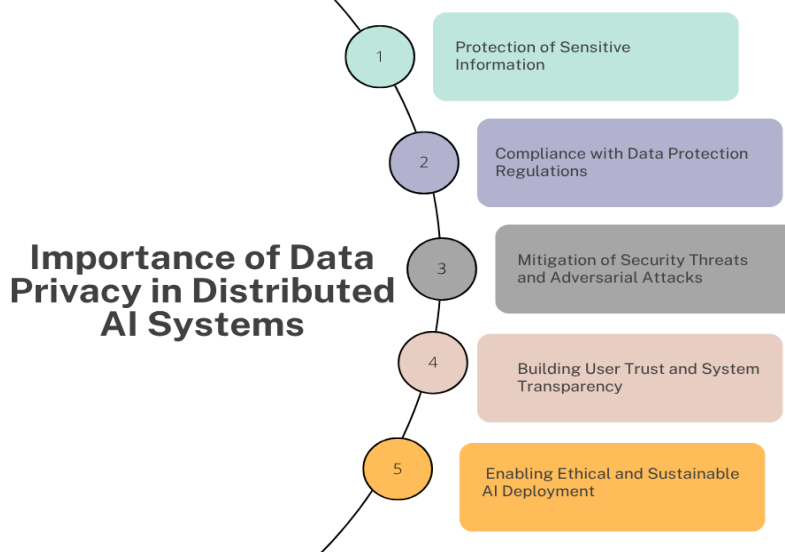 Importance of Data
Privacy in Distributed
AI Systems
1
Protection of Sensitive
Information
2
Compliance with Data Protection
Regulations
3
Mitigation of Security Threats
and Adversarial Attacks
4
Building User Trust and System
Transparency
5
Enabling Ethical and Sustainable
AI Deployment